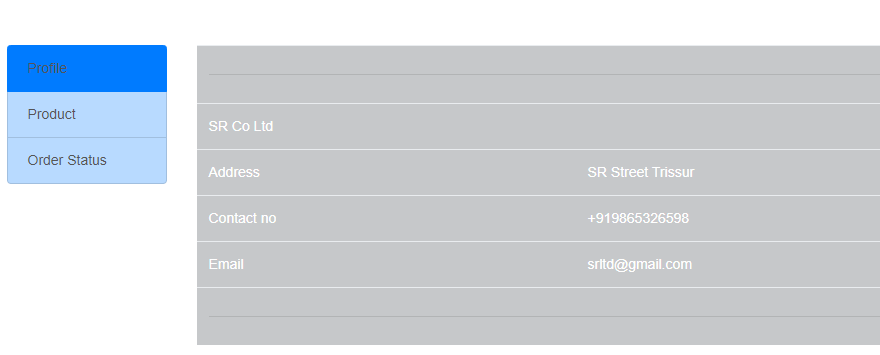 Profile
Product
Order Status
SR Co Ltd
Address SR Street Trissur
Contact no +919865326598
Email srltd@gmail.com